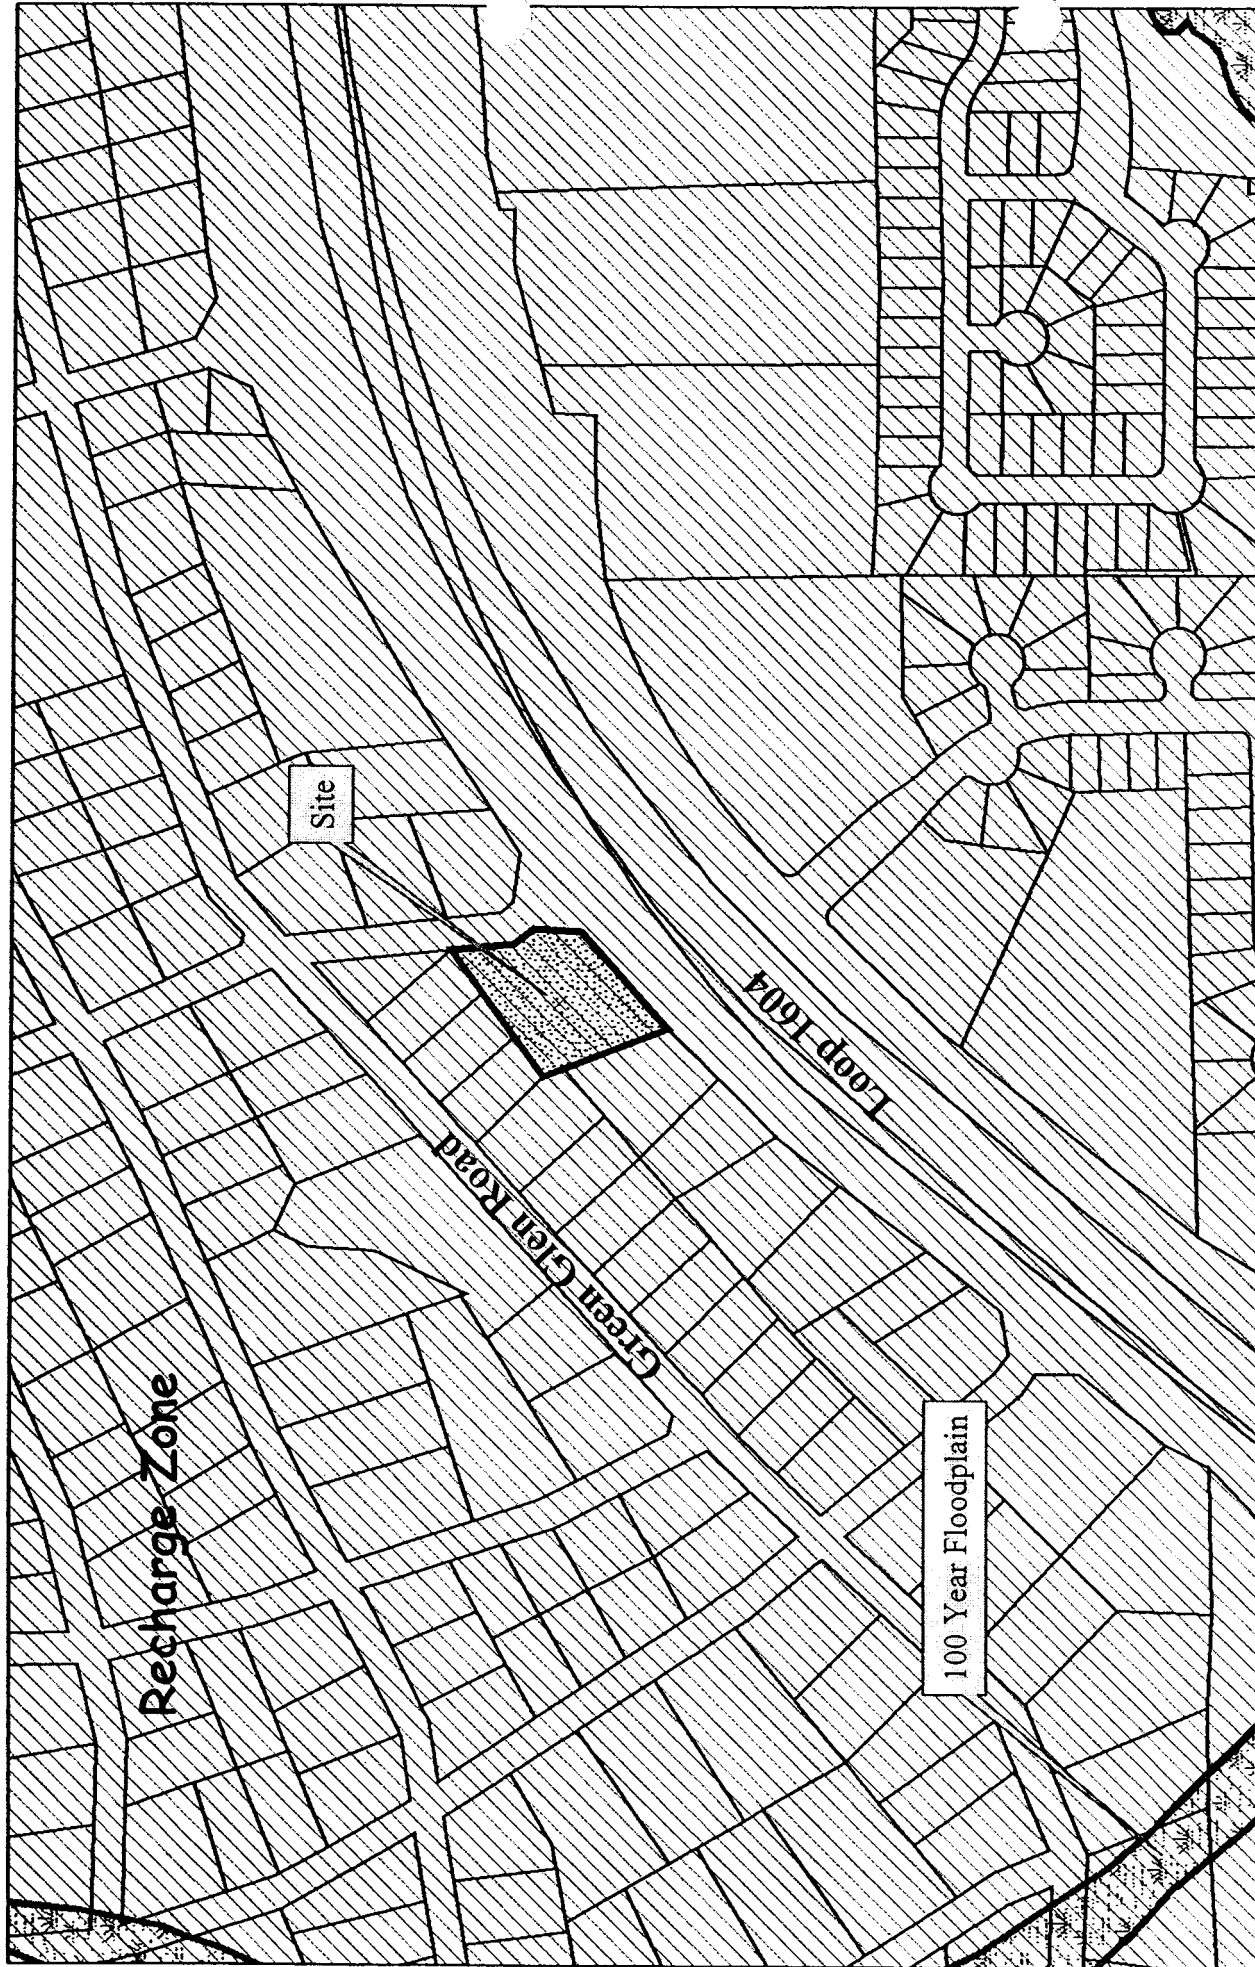 Recharge Zone
Site
Green Glen Road
Loop 1604
100 Year Floodplain